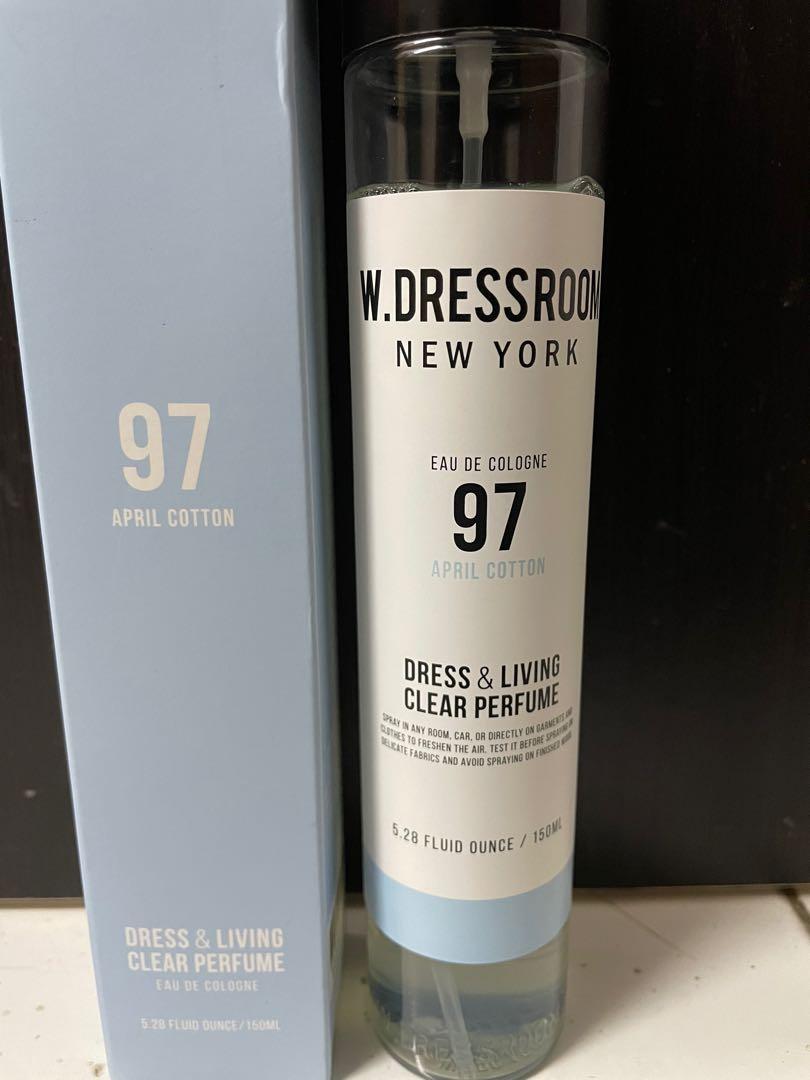 97
APRIL COTTON
DRESS & LIVING
CLEAR PERFUME
EAU DE COLOGNE
5.28 FLUID OUNCE/150ML
W.DRESSROOM
NEW YORK
EAU DE COLOGNE
97
APRIL COTTON
DRESS & LIVING
CLEAR PERFUME
SPRAY IN ANY ROOM, CAR, OR DIRECTLY ON GARMENTS AND
CLOTHES TO FRESHEN THE AIR. TEST IT BEFORE SPRAYING ON
DELICATE FABRICS AND AVOID SPRAYING ON FINISHED WOOD.
5.28 FLUID OUNCE / 150ML
W.DRESSROOM